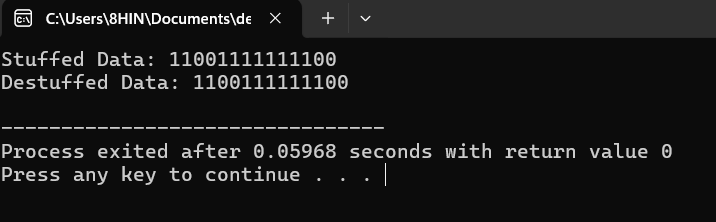 C:\Users\8HIN\Documents\de
Stuffed Data: 11001111111100
Destuffed Data: 1100111111100
--------------------------------
Process exited after 0.05968 seconds with return value 0
Press any key to continue . . .